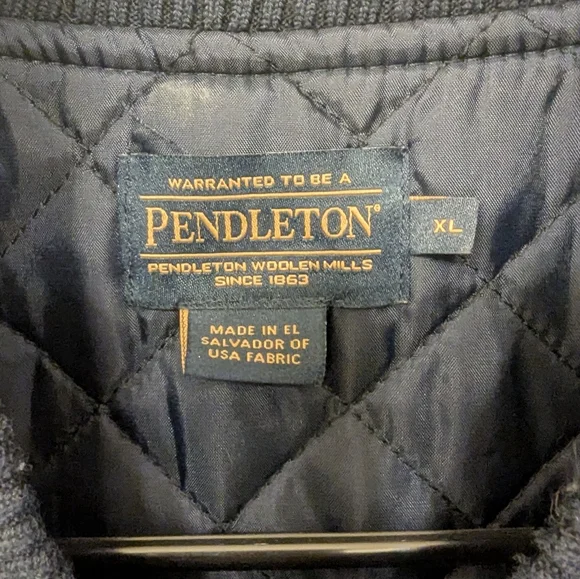 WARRANTED TO BE A
PENDLETON®
XL
PENDLETON WOOLEN MILLS
SINCE 1863
MADE IN EL
SALVADOR OF
USA FABRIC